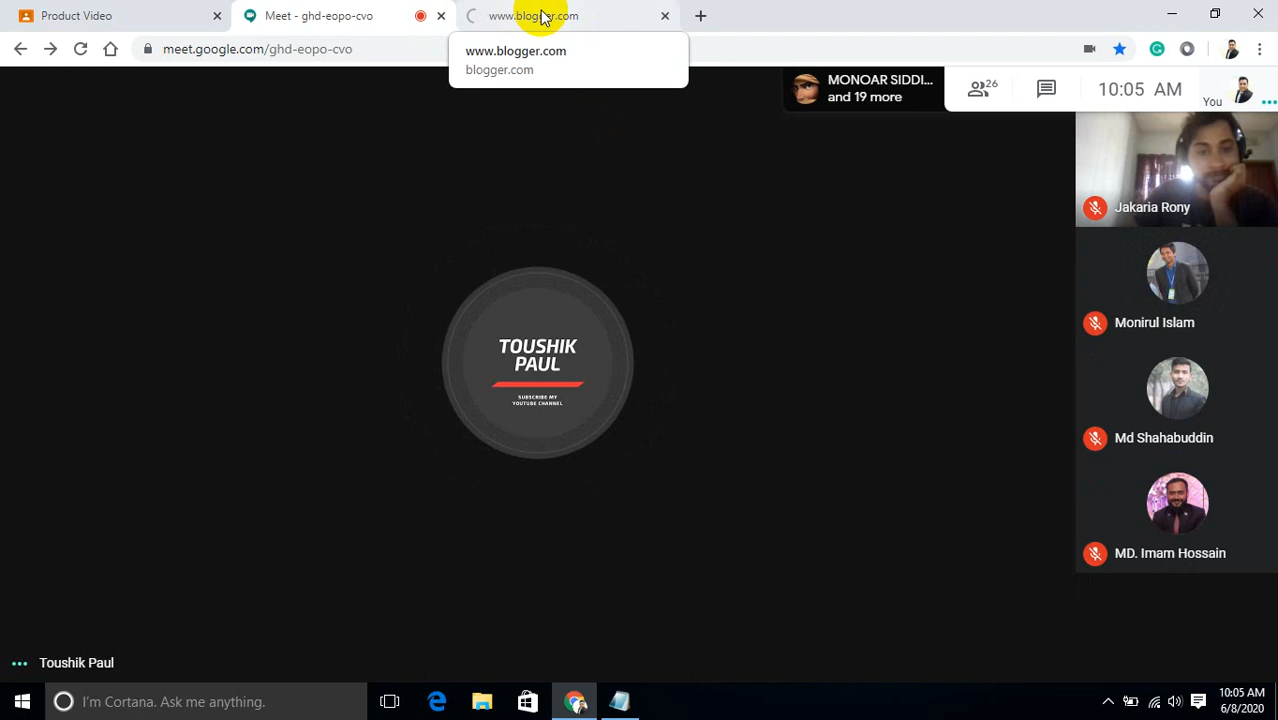 Product Video
Meet - ghd-eopo-cvo
www.blogger.com
meet.google.com/ghd-eopo-cvo
www.blogger.com
blogger.com
MONOAR SIDDI...
and 19 more
26
10:05 AM
You
Jakaria Rony
Monirul Islam
Md Shahabuddin
MD. Imam Hossain
TOUSHIK
PAUL
SUBSCRIBE MY
YOUTUBE CHANNEL
Toushik Paul
I'm Cortana. Ask me anything.
10:05 AM
6/8/2020